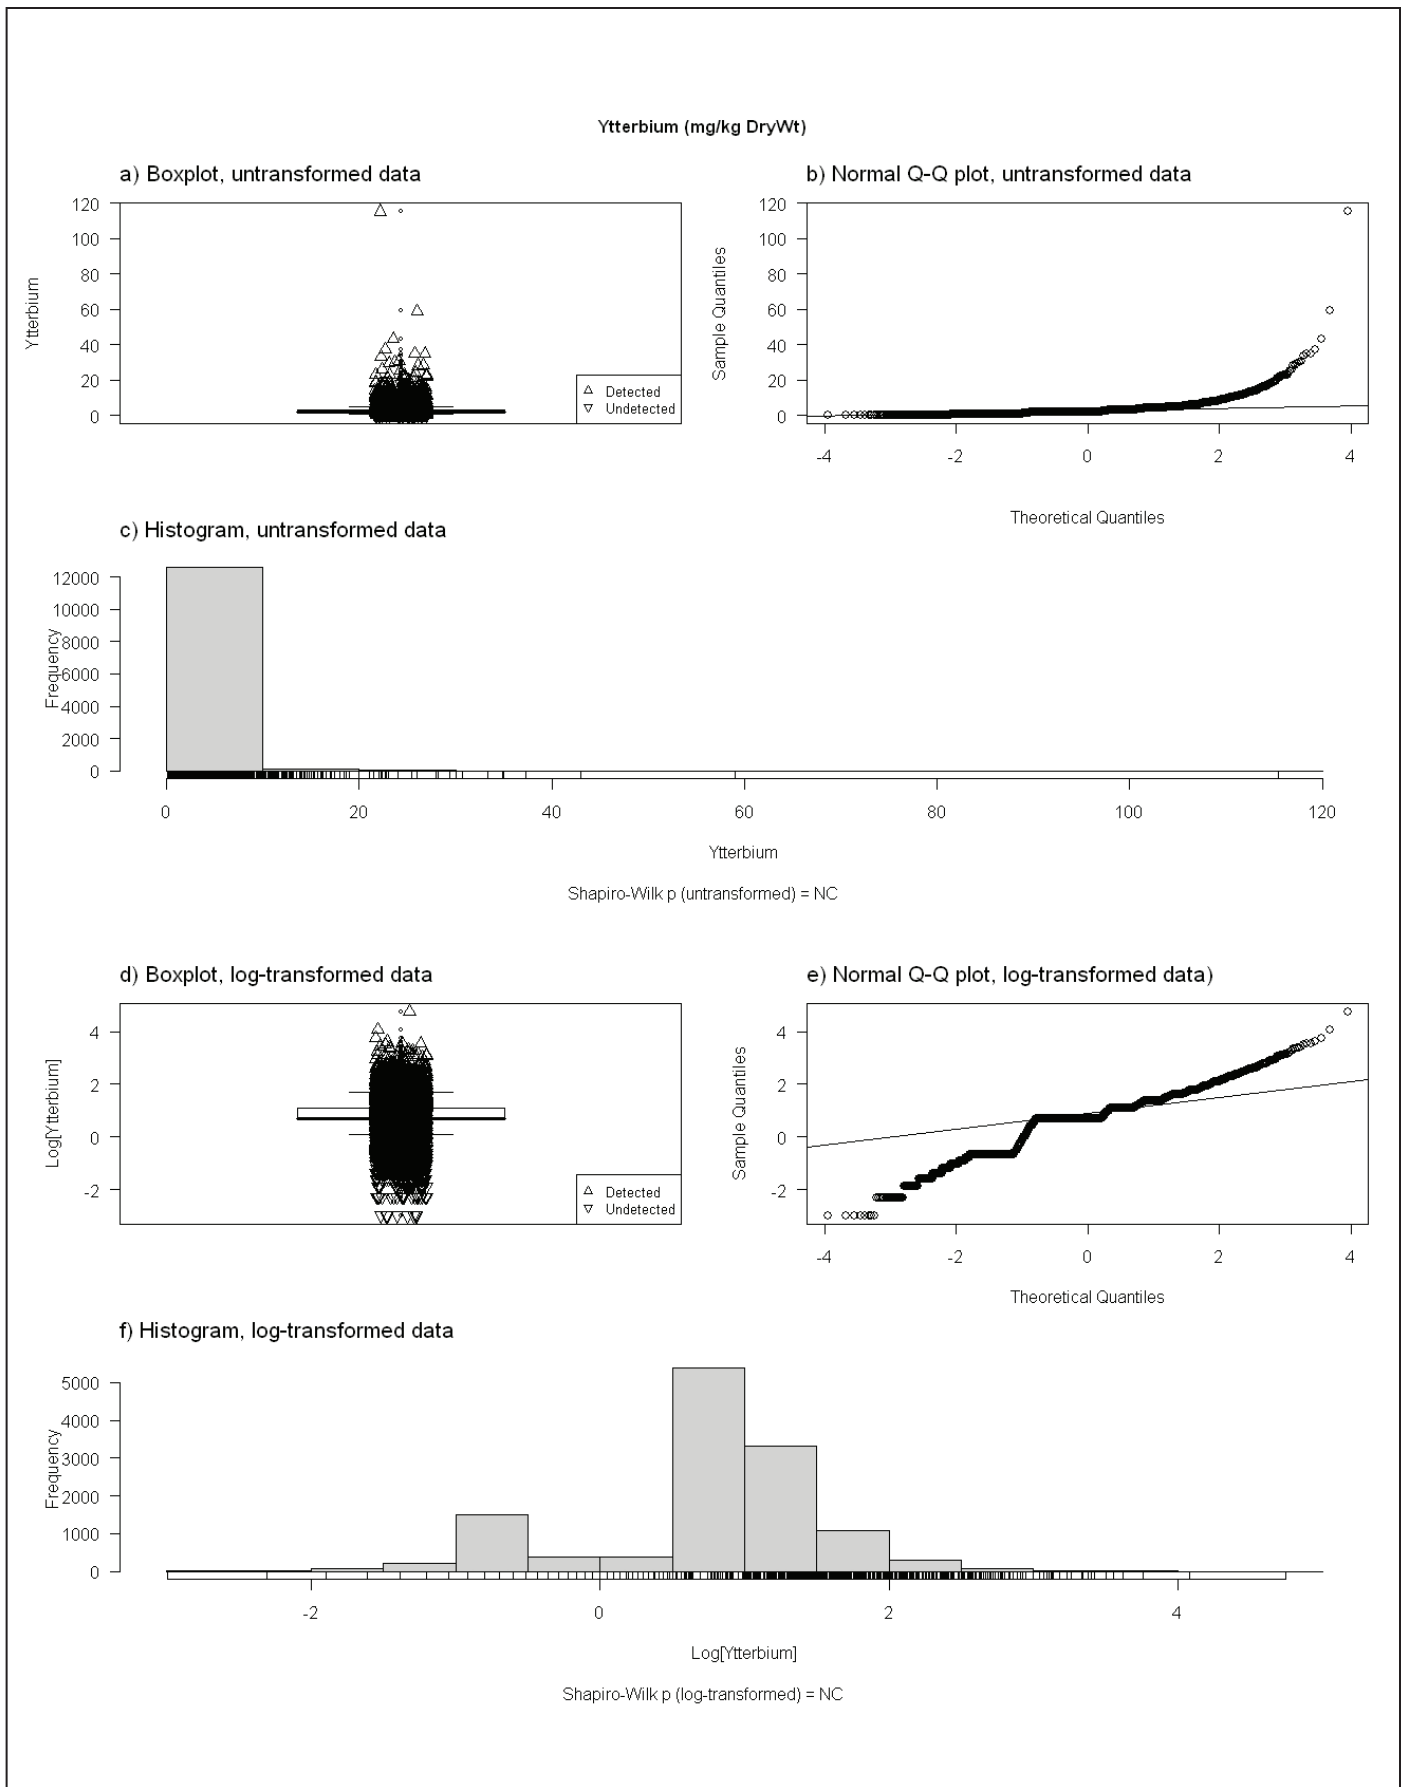 Ytterbium (mg/kg DryWt)
a) Boxplot, untransformed data
120
100
80
60
40
20
0
Ytterbium
Detected
Undetected
b) Normal Q-Q plot, untransformed data
120
100
80
60
40
20
0
Sample Quantiles
-4 -2 0 2 4
Theoretical Quantiles
c) Histogram, untransformed data
12000
10000
8000
6000
4000
2000
0
Frequency
0 20 40 60 80 100 120
Ytterbium
Shapiro-Wilk p (untransformed) = NC
d) Boxplot, log-transformed data
4
2
0
-2
Log[Ytterbium]
Detected
Undetected
e) Normal Q-Q plot, log-transformed data)
4
2
0
-2
Sample Quantiles
-4 -2 0 2 4
Theoretical Quantiles
f) Histogram, log-transformed data
5000
4000
3000
2000
1000
0
Frequency
-2 0 2 4
Log[Ytterbium]
Shapiro-Wilk p (log-transformed) = NC